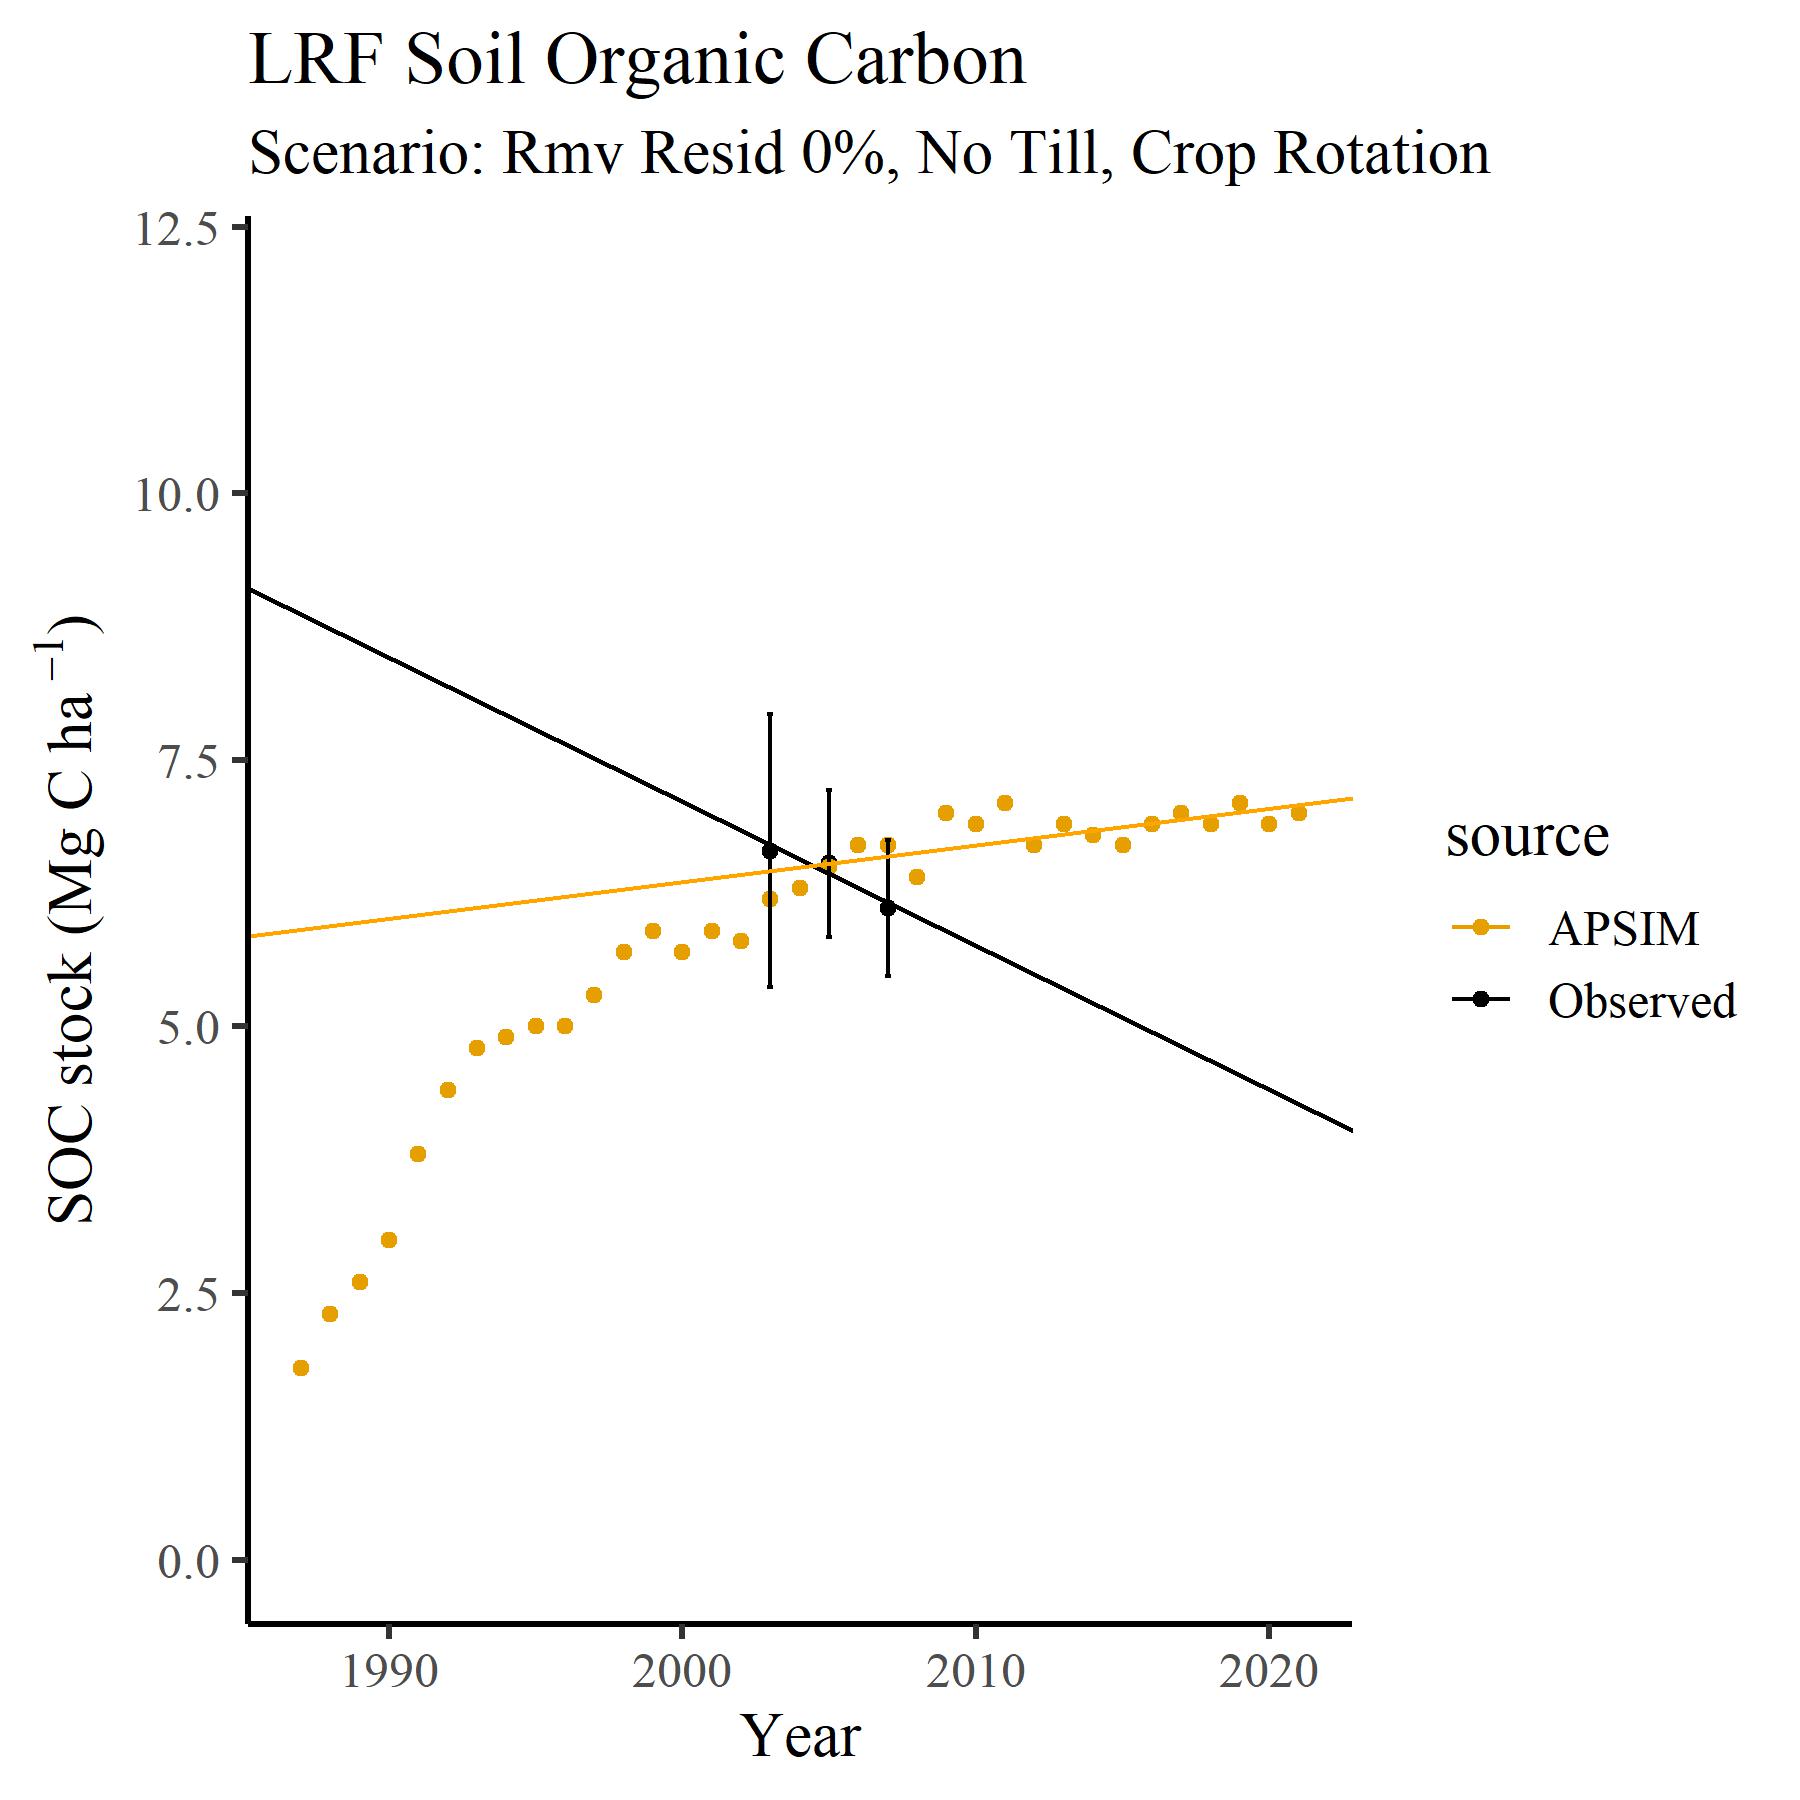 LRF Soil Organic Carbon
Scenario: Rmv Resid 0%, No Till, Crop Rotation
SOC stock (Mg C ha⁻¹)
12.5
10.0
7.5
5.0
2.5
0.0
1990 2000 2010 2020
Year
source
APSIM
Observed